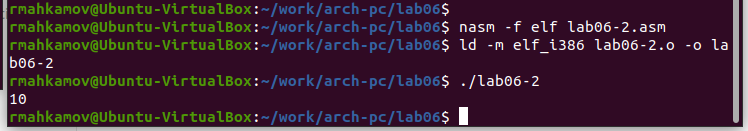 rmahkamov@Ubuntu-VirtualBox:~/work/arch-pc/lab06$
rmahkamov@Ubuntu-VirtualBox:~/work/arch-pc/lab06$ nasm -f elf lab06-2.asm
rmahkamov@Ubuntu-VirtualBox:~/work/arch-pc/lab06$ ld -m elf_i386 lab06-2.o -o la
b06-2
rmahkamov@Ubuntu-VirtualBox:~/work/arch-pc/lab06$ ./lab06-2
10
rmahkamov@Ubuntu-VirtualBox:~/work/arch-pc/lab06$